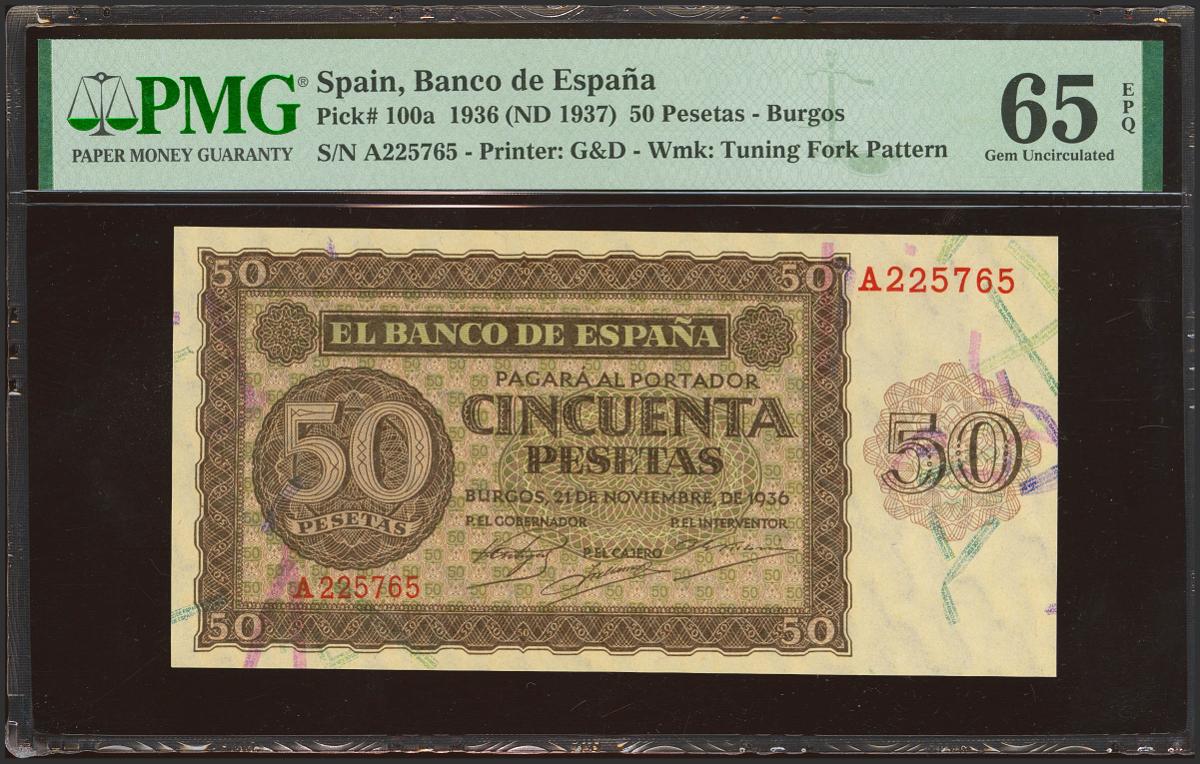 PMG®
PAPER MONEY GUARANTY
Spain, Banco de España
Pick# 100a 1936 (ND 1937) 50 Pesetas - Burgos
S/N A225765 - Printer: G&D - Wmk: Tuning Fork Pattern
65
EPQ
Gem Uncirculated
50
50
A225765
EL BANCO DE ESPAÑA
PAGARÁ AL PORTADOR
CINCUENTA
PESETAS
50
PESETAS
50
BURGOS, 21 DE NOVIEMBRE, DE 1936
P.EL GOBERNADOR
P.EL INTERVENTOR
P.EL CAJERO
A225765
50
50